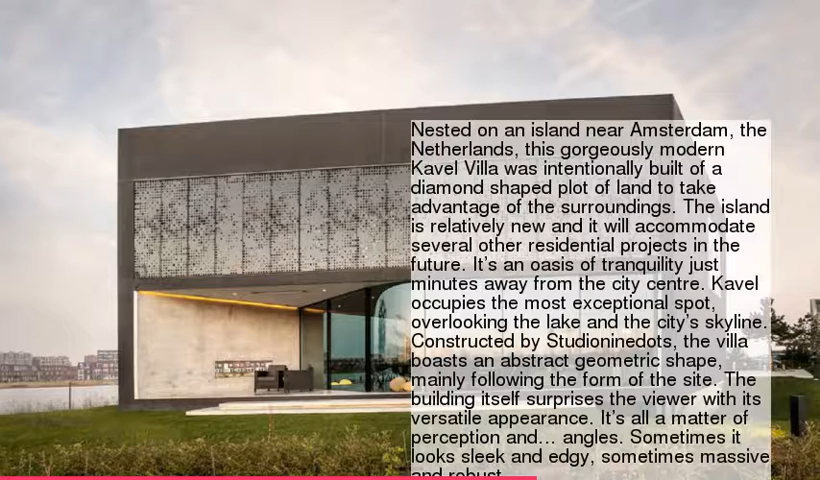 Nested on an island near Amsterdam, the
Netherlands, this gorgeously modern
Kavel Villa was intentionally built of a
diamond shaped plot of land to take
advantage of the surroundings. The island
is relatively new and it will accommodate
several other residential projects in the
future. It's an oasis of tranquility just
minutes away from the city centre. Kavel
occupies the most exceptional spot,
overlooking the lake and the city's skyline.
Constructed by Studioninedots, the villa
boasts an abstract geometric shape,
mainly following the form of the site. The
building itself surprises the viewer with its
versatile appearance. It's all a matter of
perception and... angles. Sometimes it
looks sleek and edgy, sometimes massive
and robust